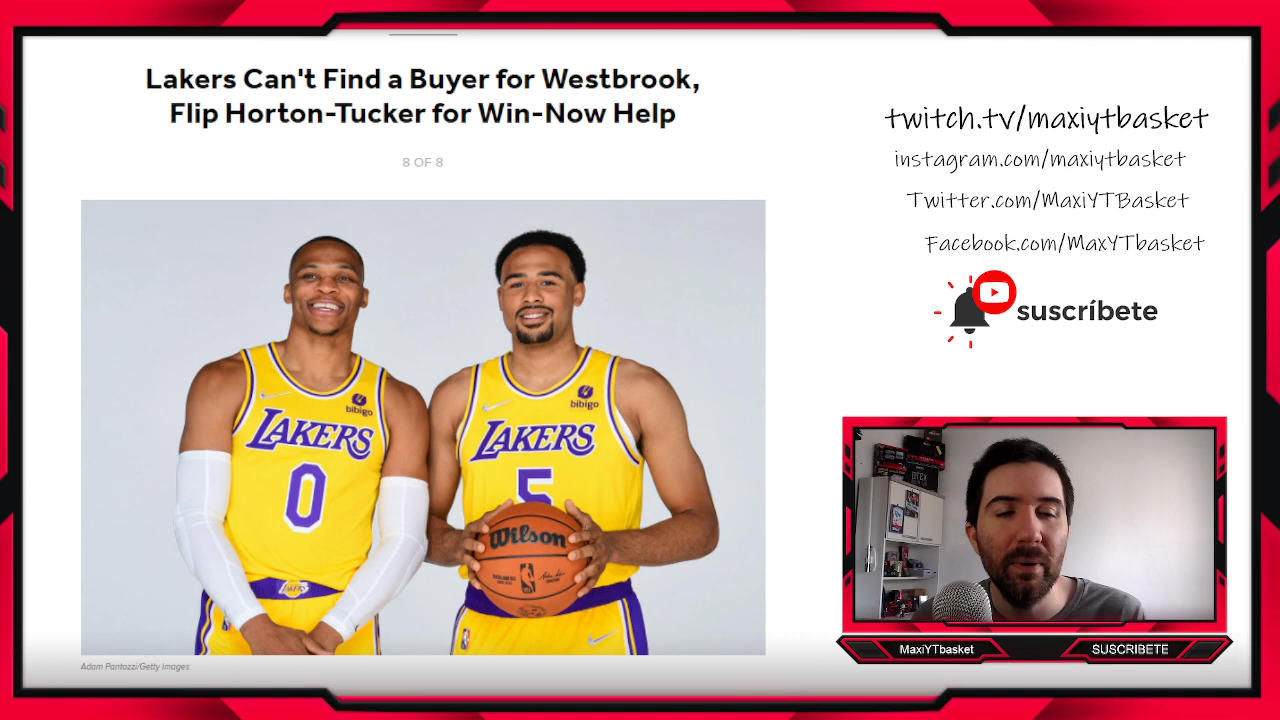 Lakers Can't Find a Buyer for Westbrook,
Flip Horton-Tucker for Win-Now Help
8 OF 8
bibigo
LAKERS
0
bibigo
LAKERS
5
Wilson
LAKERS
Adam Pantozzi/Getty Images
twitch.tv/maxiytbasket
instagram.com/maxiytbasket
Twitter.com/MaxiYTBasket
Facebook.com/MaxYTbasket
suscríbete
MaxiYTbasket
SUSCRIBETE